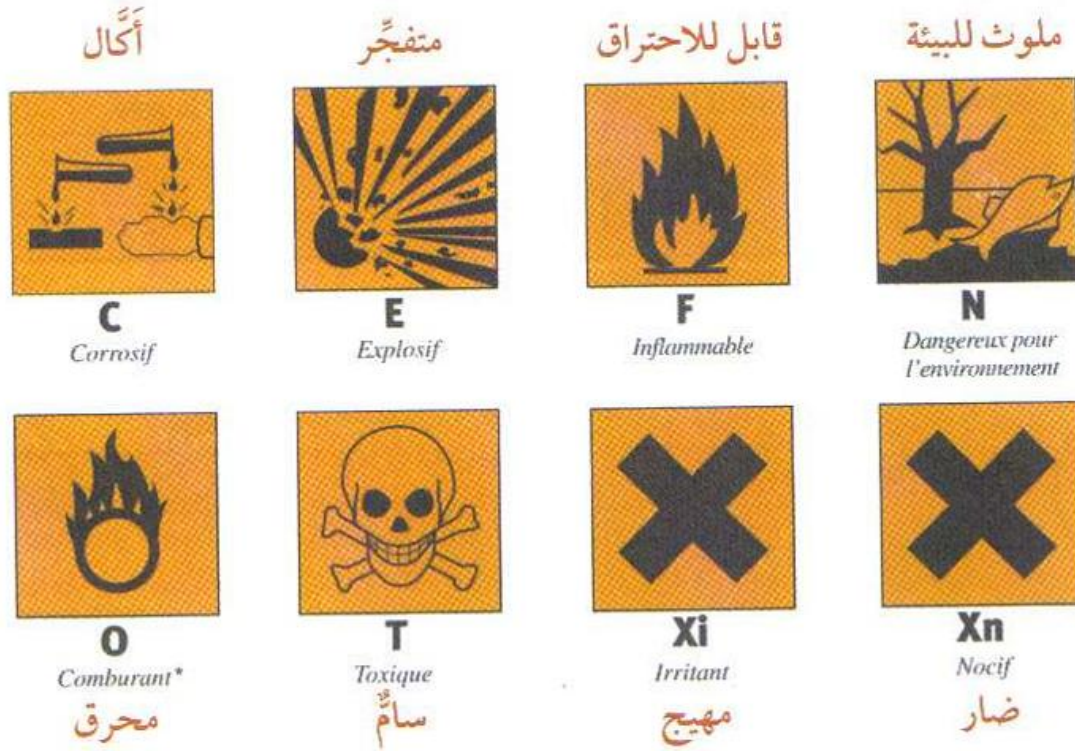 أَكَّال
متفجِّر
قابل للاحتراق
ملوث للبيئة
C
E
F
N
Corrosif
Explosif
Inflammable
Dangereux pour
l'environnement
O
T
Xi
Xn
Comburant*
Toxique
Irritant
Nocif
محرق
سامٌّ
مهيج
ضار